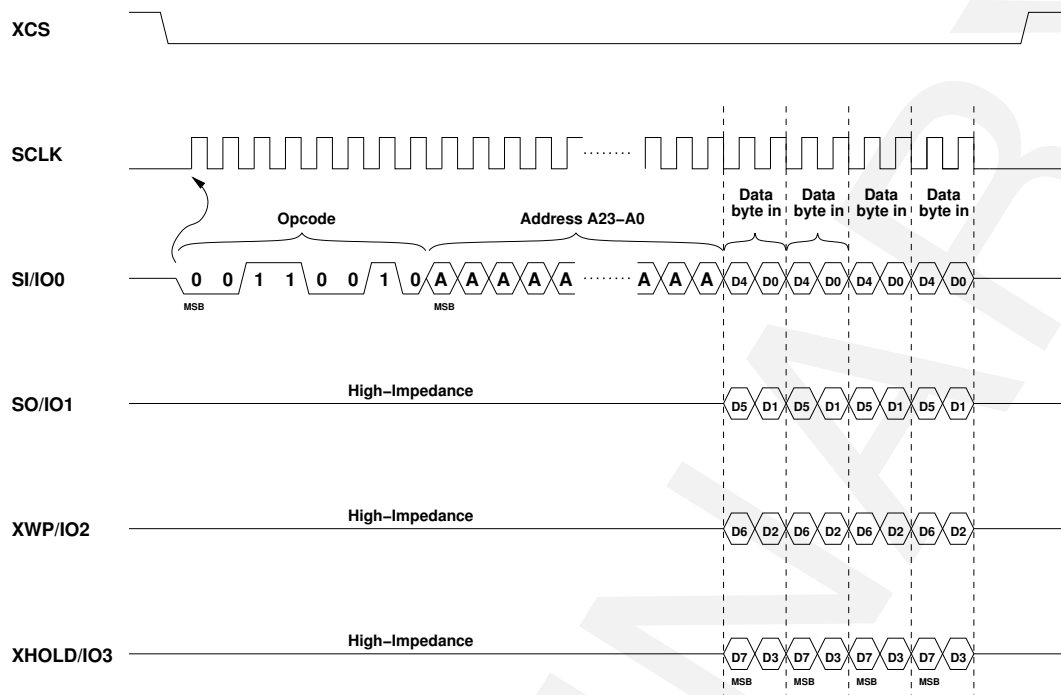 XCS
SCLK
Data byte in Data byte in Data byte in Data byte in
Opcode Address A23–A0
SI/IO0 0 0 1 1 0 0 1 0 A A A A A ........ A A A D4 D0 D4 D0 D4 D0 D4 D0
MSB MSB
High–Impedance
SO/IO1 D5 D1 D5 D1 D5 D1 D5 D1
High–Impedance
XWP/IO2 D6 D2 D6 D2 D6 D2 D6 D2
High–Impedance
XHOLD/IO3 D7 D3 D7 D3 D7 D3 D7 D3
MSB MSB MSB MSB